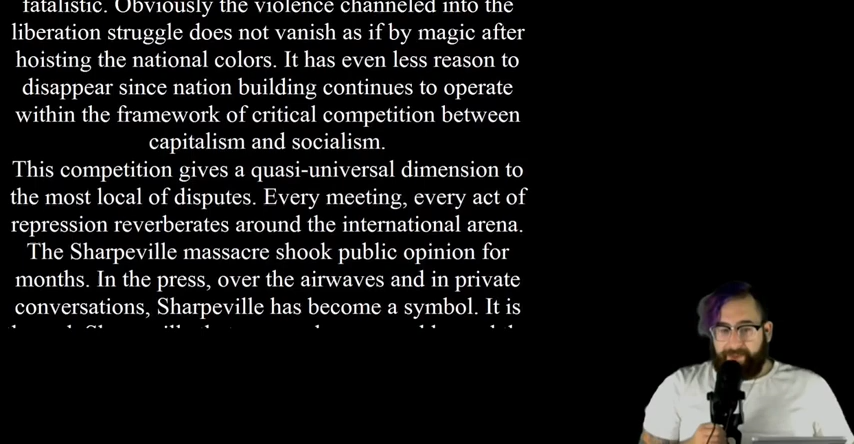 fatalistic. Obviously the violence channeled into the
liberation struggle does not vanish as if by magic after
hoisting the national colors. It has even less reason to
disappear since nation building continues to operate
within the framework of critical competition between
capitalism and socialism.
This competition gives a quasi-universal dimension to
the most local of disputes. Every meeting, every act of
repression reverberates around the international arena.
The Sharpeville massacre shook public opinion for
months. In the press, over the airwaves and in private
conversations, Sharpeville has become a symbol. It is